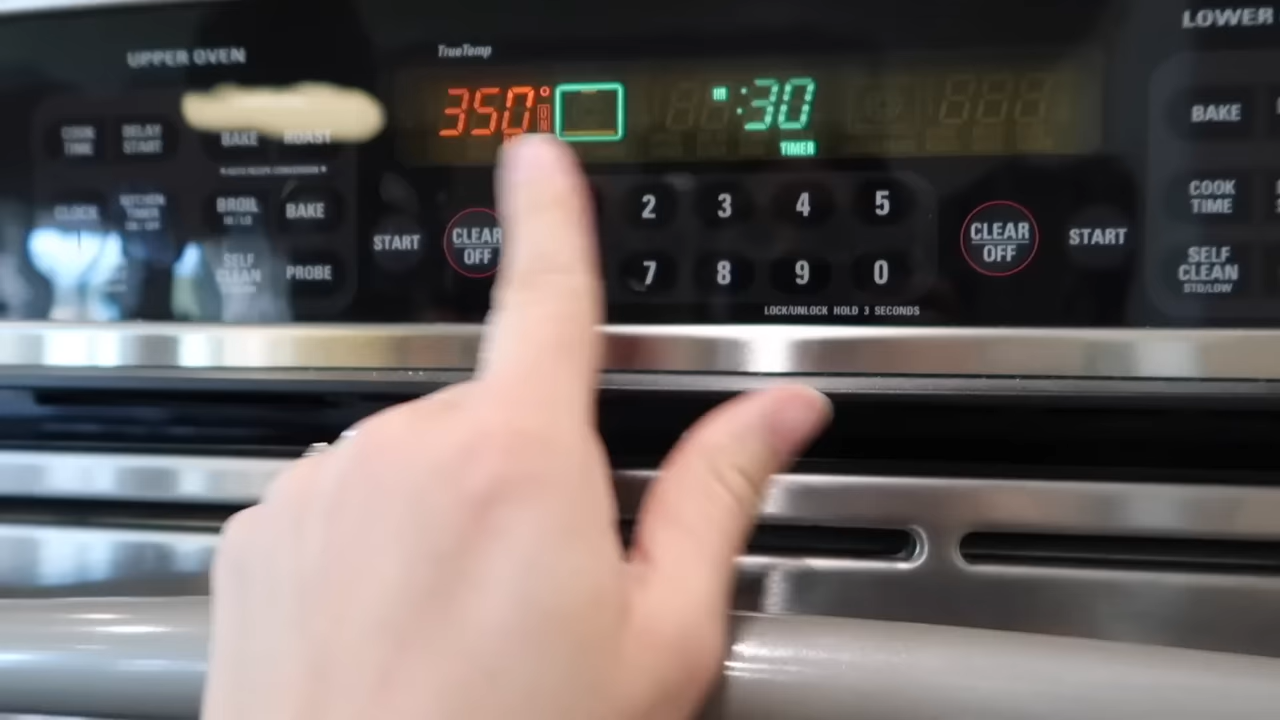 UPPER OVEN
TrueTemp
LOWER
350°
:30
TIMER
COOK
TIME
DELAY
START
BAKE
ROAST
CLOCK
KITCHEN
TIMER
BROIL
HI / LO
BAKE
SELF
CLEAN
PROBE
START
CLEAR
OFF
2
3
4
5
7
8
9
0
LOCK/UNLOCK HOLD 3 SECONDS
CLEAR
OFF
START
BAKE
COOK
TIME
SELF
CLEAN
STD/LOW